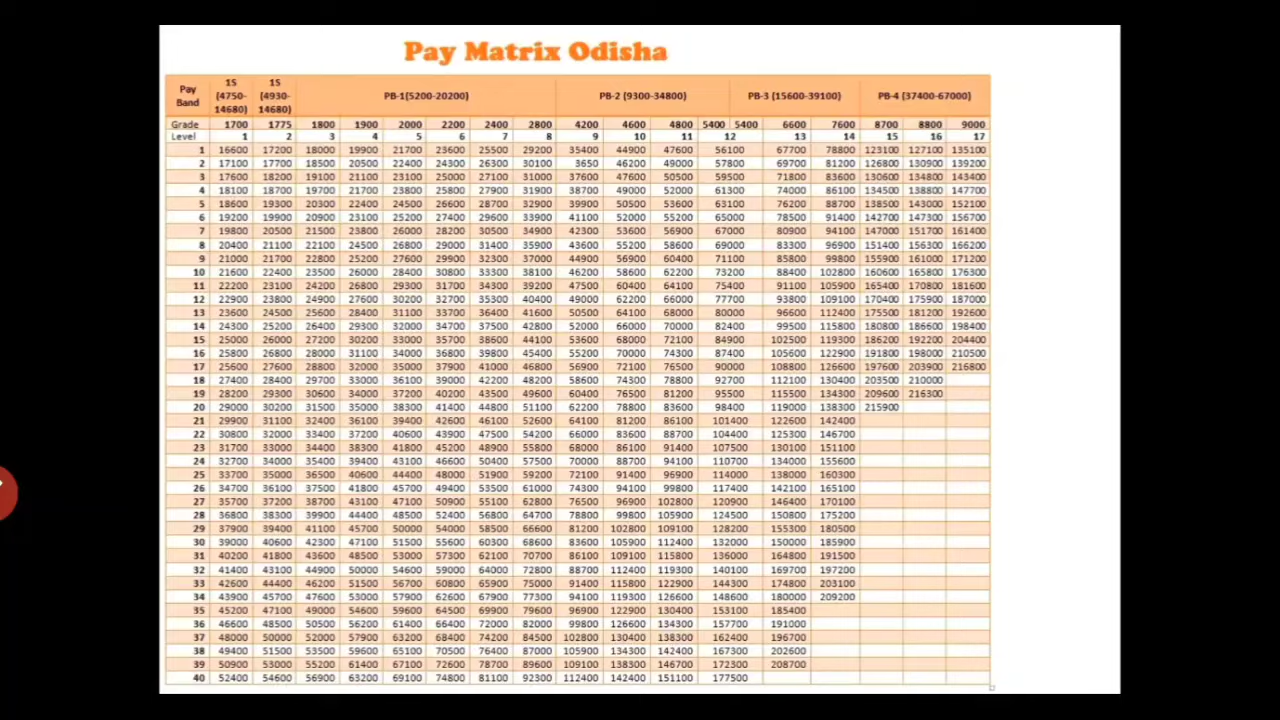 Pay Matrix Odisha
Pay Band 1S (4750-14680) 1S (4930-14680) PB-1(5200-20200) PB-2 (9300-34800) PB-3 (15600-39100) PB-4 (37400-67000)
Grade 1700 1775 1800 1900 2000 2200 2400 2800 4200 4600 4800 5400 5400 6600 7600 8700 8800 9000
Level 1 2 3 4 5 6 7 8 9 10 11 12 13 14 15 16 17
1 16600 17200 18000 19900 21700 23600 25500 29200 35400 44900 47600 56100 67700 78800 123100 127100 135100
2 17100 17700 18500 20500 22400 24300 26300 30100 3650 46200 49000 57800 69700 81200 126800 130900 139200
3 17600 18200 19100 21100 23100 25000 27100 31000 37600 47600 50500 59500 71800 83600 130600 134800 143400
4 18100 18700 19700 21700 23800 25800 27900 31900 38700 49000 52000 61300 74000 86100 134500 138800 147700
5 18600 19300 20300 22400 24500 26600 28700 32900 39900 50500 53600 63100 76200 88700 138500 143000 152100
6 19200 19900 20900 23100 25200 27400 29600 33900 41100 52000 55200 65000 78500 91400 142700 147300 156700
7 19800 20500 21500 23800 26000 28200 30500 34900 42300 53600 56900 67000 80900 94100 147000 151700 161400
8 20400 21100 22100 24500 26800 29000 31400 35900 43600 55200 58600 69000 83300 96900 151400 156300 166200
9 21000 21700 22800 25200 27600 29900 32300 37000 44900 56900 60400 71100 85800 99800 155900 161000 171200
10 21600 22400 23500 26000 28400 30800 33300 38100 46200 58600 62200 73200 88400 102800 160600 165800 176300
11 22200 23100 24200 26800 29300 31700 34300 39200 47500 60400 64100 75400 91100 105900 165400 170800 181600
12 22900 23800 24900 27600 30200 32700 35300 40400 49000 62200 66000 77700 93800 109100 170400 175900 187000
13 23600 24500 25600 28400 31100 33700 36400 41600 50500 64100 68000 80000 96600 112400 175500 181200 192600
14 24300 25200 26400 29300 32000 34700 37500 42800 52000 66000 70000 82400 99500 115800 180800 186600 198400
15 25000 26000 27200 30200 33000 35700 38600 44100 53600 68000 72100 84900 102500 119300 186200 192200 204400
16 25800 26800 28000 31100 34000 36800 39800 45400 55200 70000 74300 87400 105600 122900 191800 198000 210500
17 25600 27600 28800 32000 35000 37900 41000 46800 56900 72100 76500 90000 108800 126600 197600 203900 216800
18 27400 28400 29700 33000 36100 39000 42200 48200 58600 74300 78800 92700 112100 130400 203500 210000
19 28200 29300 30600 34000 37200 40200 43500 49600 60400 76500 81200 95500 115500 134300 209600 216300
20 29000 30200 31500 35000 38300 41400 44800 51100 62200 78800 83600 98400 119000 138300 215900
21 29900 31100 32400 36100 39400 42600 46100 52600 64100 81200 86100 101400 122600 142400
22 30800 32000 33400 37200 40600 43900 47500 54200 66000 83600 88700 104400 125300 146700
23 31700 33000 34400 38300 41800 45200 48900 55800 68000 86100 91400 107500 130100 151100
24 32700 34000 35400 39400 43100 46600 50400 57500 70000 88700 94100 110700 134000 155600
25 33700 35000 36500 40600 44400 48000 51900 59200 72100 91400 96900 114000 138000 160300
26 34700 36100 37500 41800 45700 49400 53500 61000 74300 94100 99800 117400 142100 165100
27 35700 37200 38700 43100 47100 50900 55100 62800 76500 96900 102800 120900 146400 170100
28 36800 38300 39900 44400 48500 52400 56800 64700 78800 99800 105900 124500 150800 175200
29 37900 39400 41100 45700 50000 54000 58500 66600 81200 102800 109100 128200 155300 180500
30 39000 40600 42300 47100 51500 55600 60300 68600 83600 105900 112400 132000 150000 185900
31 40200 41800 43600 48500 53000 57300 62100 70700 86100 109100 115800 136000 164800 191500
32 41400 43100 44900 50000 54600 59000 64000 72800 88700 112400 119300 140100 169700 197200
33 42600 44400 46200 51500 56700 60800 65900 75000 91400 115800 122900 144300 174800 203100
34 43900 45700 47600 53000 57900 62600 67900 77300 94100 119300 126600 148600 180000 209200
35 45200 47100 49000 54600 59600 64500 69900 79600 96900 122900 130400 153100 185400
36 46600 48500 50500 56200 61400 66400 72000 82000 99800 126600 134300 157700 191000
37 48000 50000 52000 57900 63200 68400 74200 84500 102800 130400 138300 162400 196700
38 49400 51500 53500 59600 65100 70500 76400 87000 105900 134300 142400 167300 202600
39 50900 53000 55200 61400 67100 72600 78700 89600 109100 138300 146700 172300 208700
40 52400 54600 56900 63200 69100 74800 81100 92300 112400 142400 151100 177500